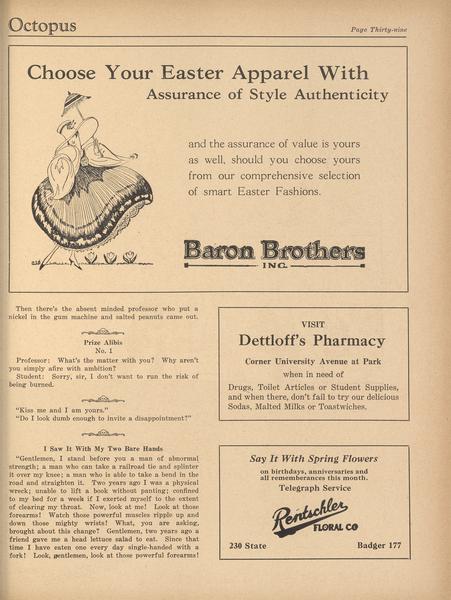 Octopus
Page Thirty-nine
Choose Your Easter Apparel With
Assurance of Style Authenticity
and the assurance of value is yours
as well, should you choose yours
from our comprehensive selection
of smart Easter Fashions.
Baron Brothers
INC.
Then there's the absent minded professor who put a
nickel in the gum machine and salted peanuts came out.
Prize Alibis
No. 1
Professor: What's the matter with you? Why aren't
you simply afire with ambition?
Student: Sorry, sir, I don't want to run the risk of
being burned.
"Kiss me and I am yours."
"Do I look dumb enough to invite a disappointment?"
I Saw It With My Two Bare Hands
"Gentlemen, I stand before you a man of abnormal
strength; a man who can take a railroad tie and splinter
it over my knee; a man who is able to take a bend in the
road and straighten it. Two years ago I was a physical
wreck; unable to lift a book without panting; confined
to my bed for a week if I exerted myself to the extent
of clearing my throat. Now, look at me! Look at those
forearms! Watch those powerful muscles ripple up and
down those mighty wrists! What, you are asking,
brought about this change? Gentlemen, two years ago a
friend gave me a head lettuce salad to eat. Since that
time I have eaten one every day single-handed with a
fork! Look, gentlemen, look at those powerful forearms!
VISIT
Dettloff's Pharmacy
Corner University Avenue at Park
when in need of
Drugs, Toilet Articles or Student Supplies,
and when there, don't fail to try our delicious
Sodas, Malted Milks or Toastwiches.
Say It With Spring Flowers
on birthdays, anniversaries and
all rememberances this month.
Telegraph Service
Rentschler
FLORAL CO
230 State Badger 177